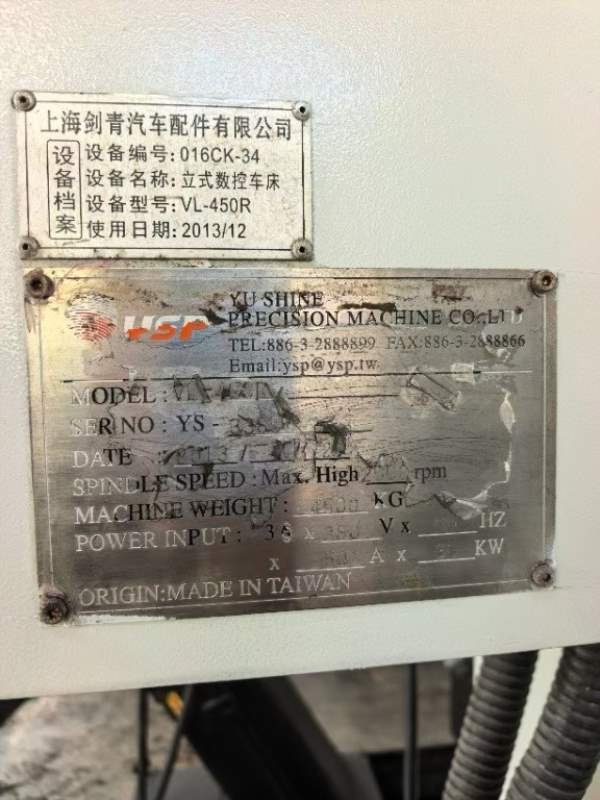 上海剑青汽车配件有限公司
设备档案
设备编号:016CK-34
设备名称:立式数控车床
设备型号:VL-450R
使用日期:2013/12
YSP
YU SHINE
PRECISION MACHINE CO.,LTD
TEL:886-3-2888899 FAX:886-3-2888866
Email:ysp@ysp.tw
MODEL:
SER NO : YS -
DATE :
SPINDLE SPEED : Max. High rpm
MACHINE WEIGHT: 4500 KG
POWER INPUT: 3 x 380 V x HZ
x A x KW
ORIGIN:MADE IN TAIWAN